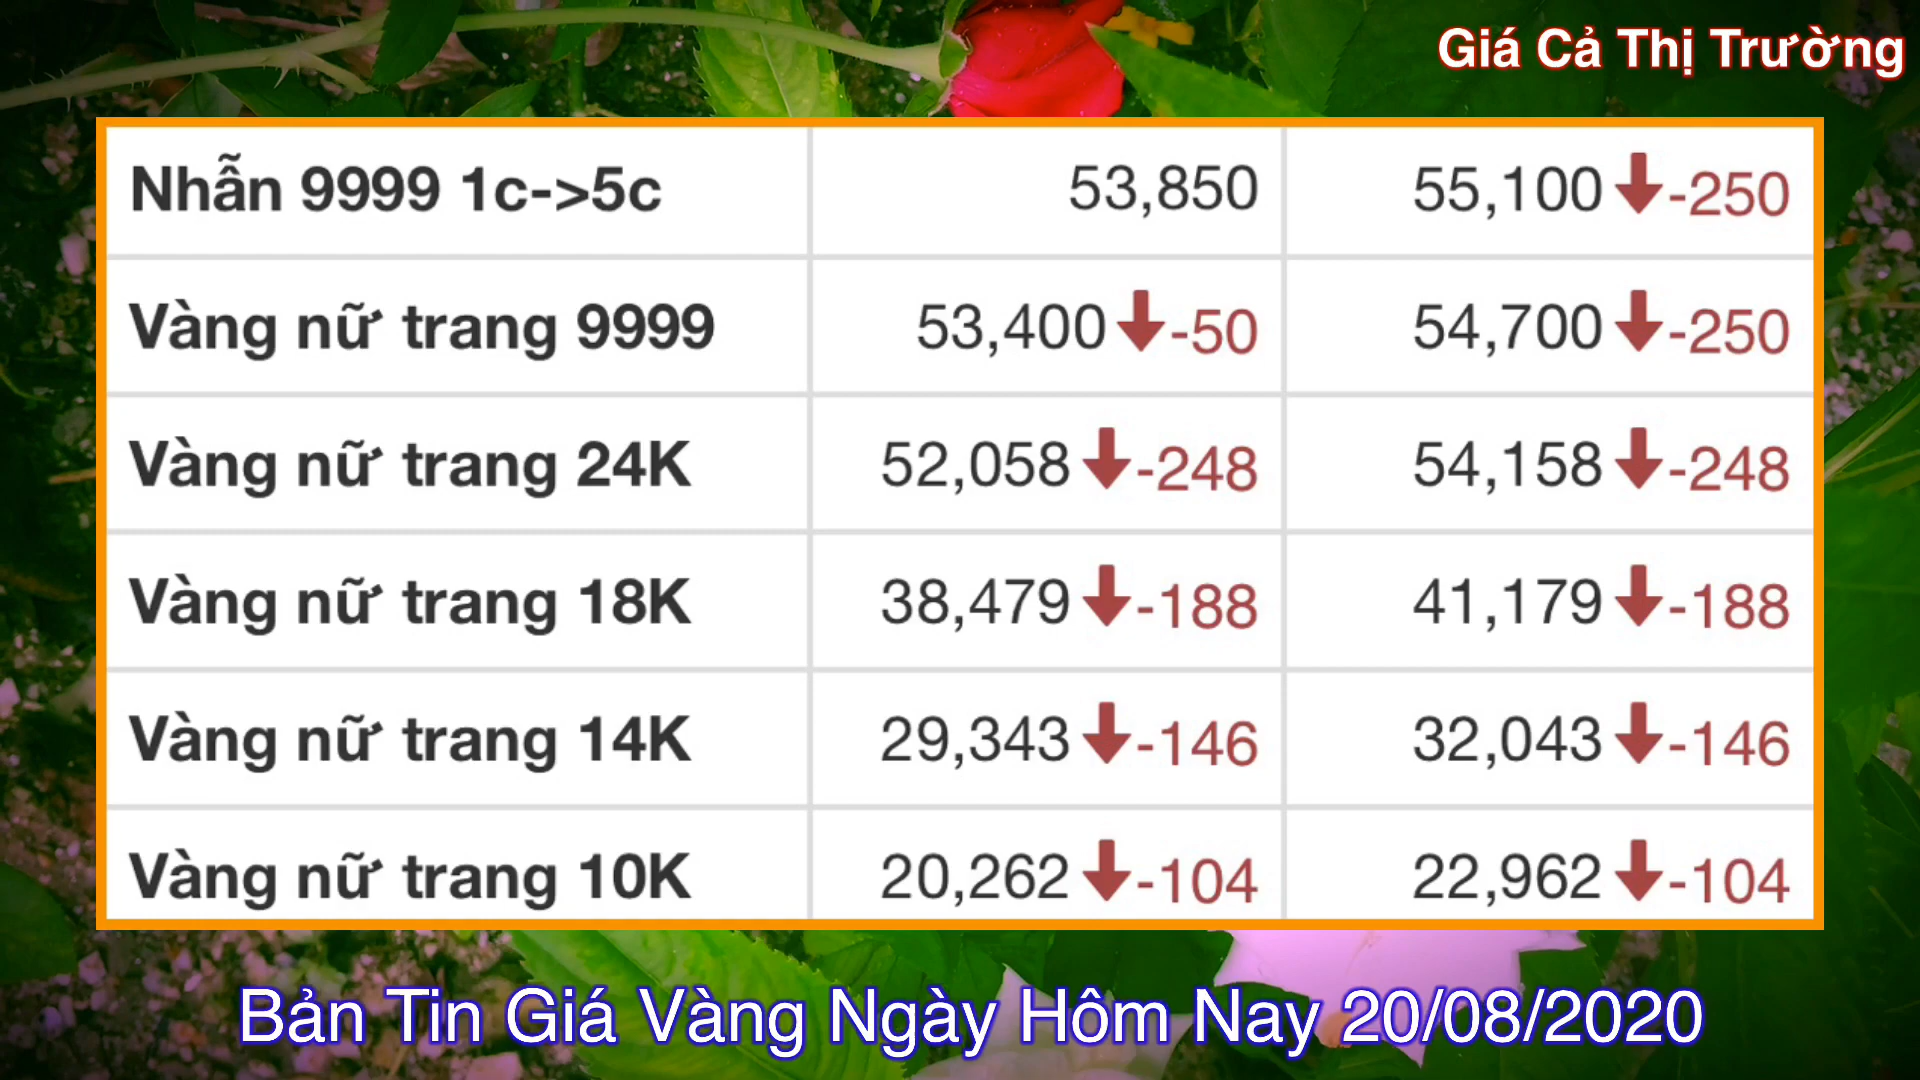 Giá Cả Thị Trường
Nhẫn 9999 1c->5c 53,850 55,100 -250
Vàng nữ trang 9999 53,400 -50 54,700 -250
Vàng nữ trang 24K 52,058 -248 54,158 -248
Vàng nữ trang 18K 38,479 -188 41,179 -188
Vàng nữ trang 14K 29,343 -146 32,043 -146
Vàng nữ trang 10K 20,262 -104 22,962 -104
Bản Tin Giá Vàng Ngày Hôm Nay 20/08/2020